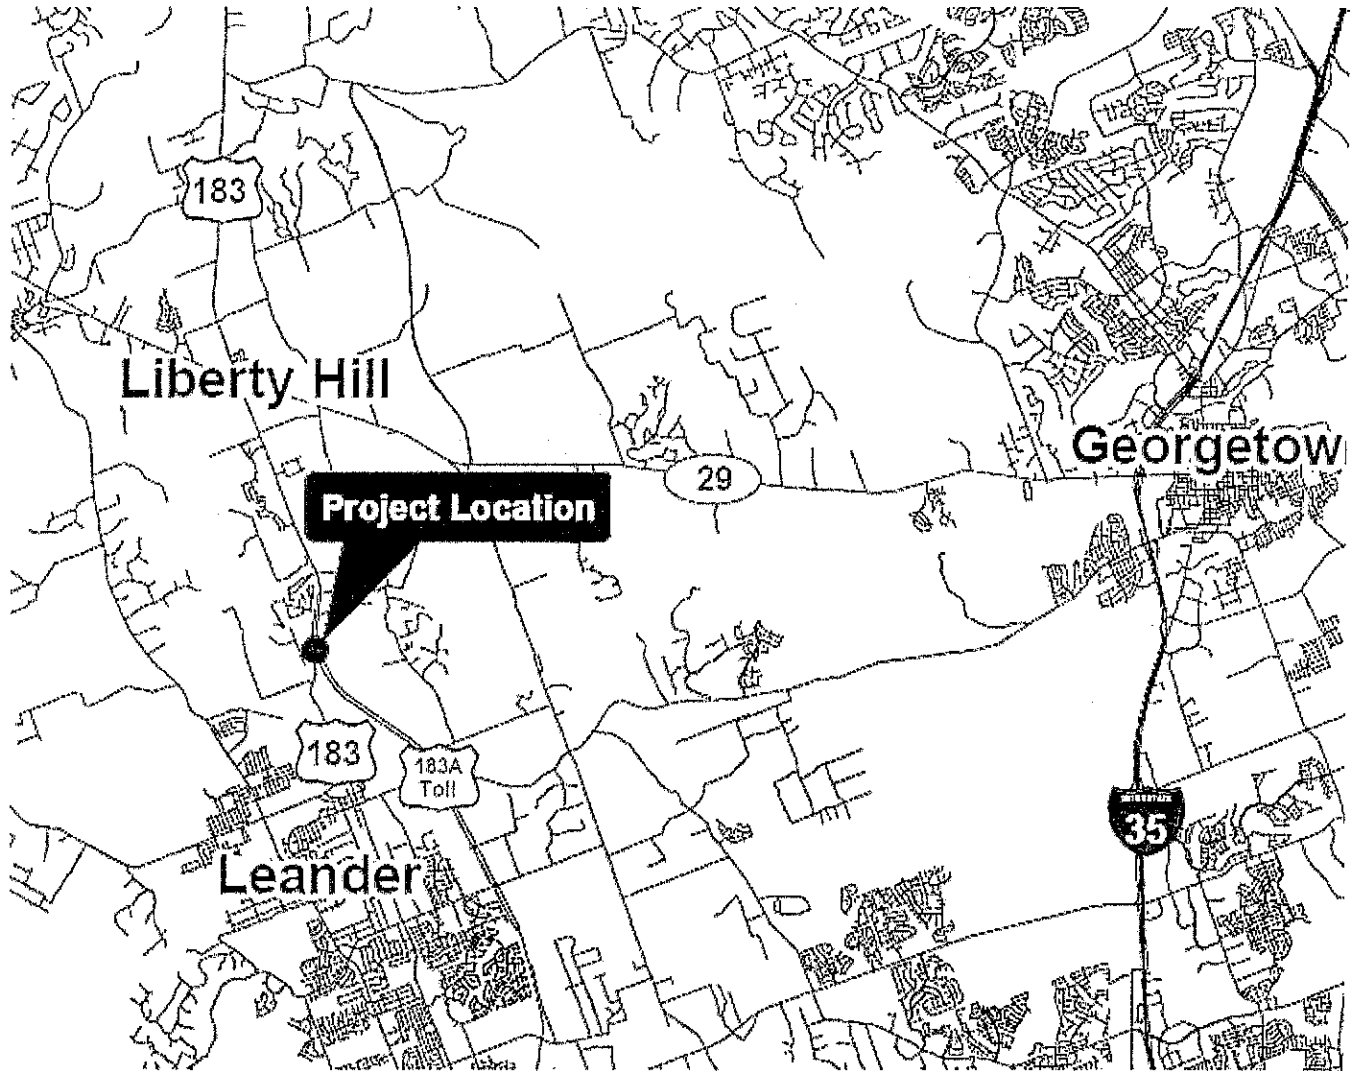 183
Liberty Hill
Georgetow
29
Project Location
183
183A
Toll
35
Leander